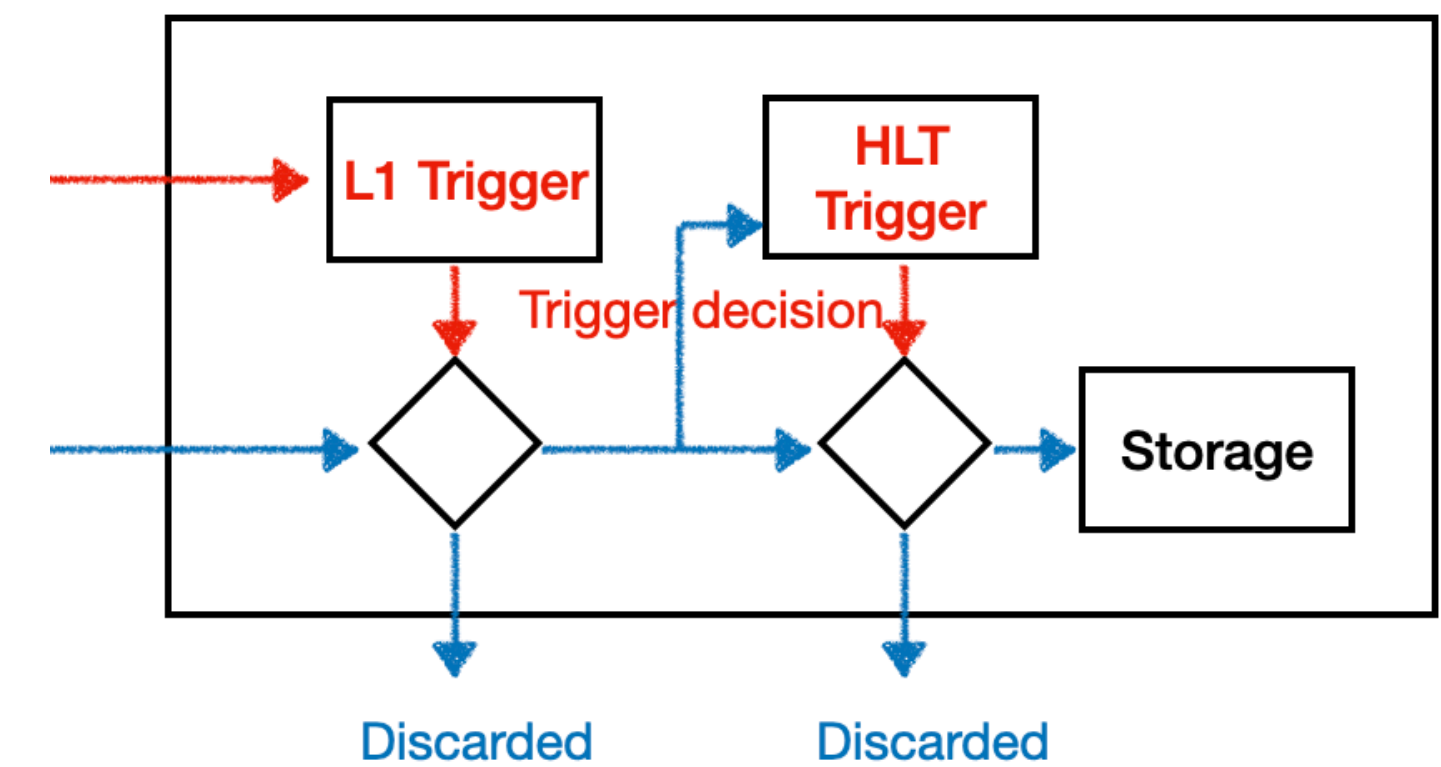 L1 Trigger
HLT
Trigger
Trigger decision
Storage
Discarded
Discarded